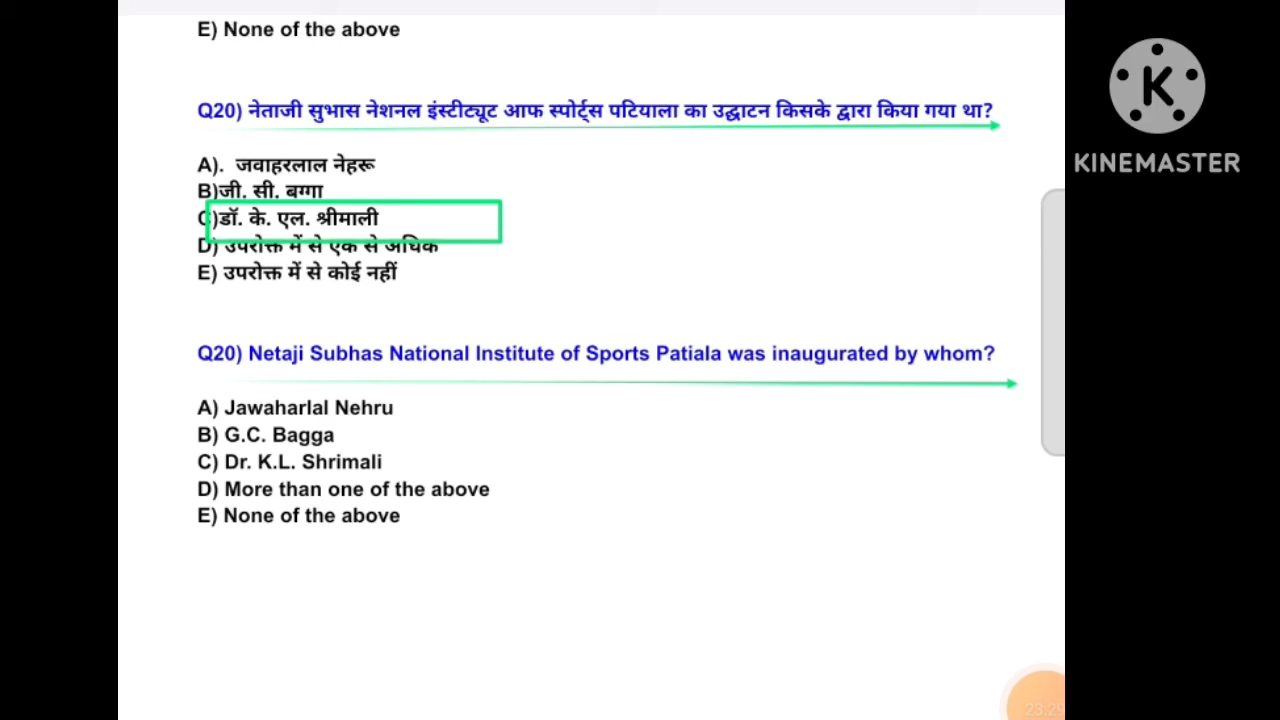 E) None of the above
Q20) नेताजी सुभास नेशनल इंस्टीट्यूट आफ स्पोर्ट्स पटियाला का उद्घाटन किसके द्वारा किया गया था?
A). जवाहरलाल नेहरू
B)जी. सी. बग्गा
C)डॉ. के. एल. श्रीमाली
D) उपरोक्त में से एक से अधिक
E) उपरोक्त में से कोई नहीं
Q20) Netaji Subhas National Institute of Sports Patiala was inaugurated by whom?
A) Jawaharlal Nehru
B) G.C. Bagga
C) Dr. K.L. Shrimali
D) More than one of the above
E) None of the above
K
KINEMASTER
23:29